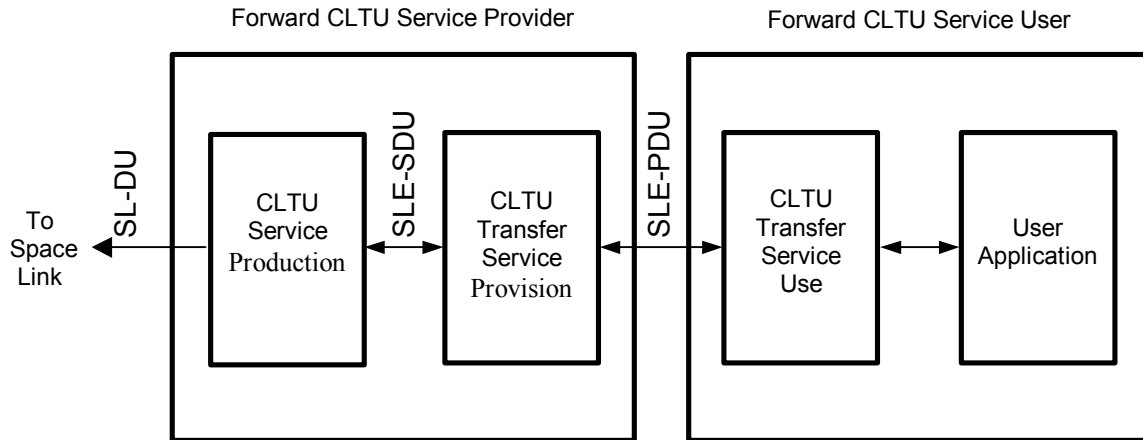 Forward CLTU Service Provider
Forward CLTU Service User
SL-DU
SLE-SDU
SLE-PDU
To
Space
Link
CLTU
Service
Production
CLTU
Transfer
Service
Provision
CLTU
Transfer
Service
Use
User
Application